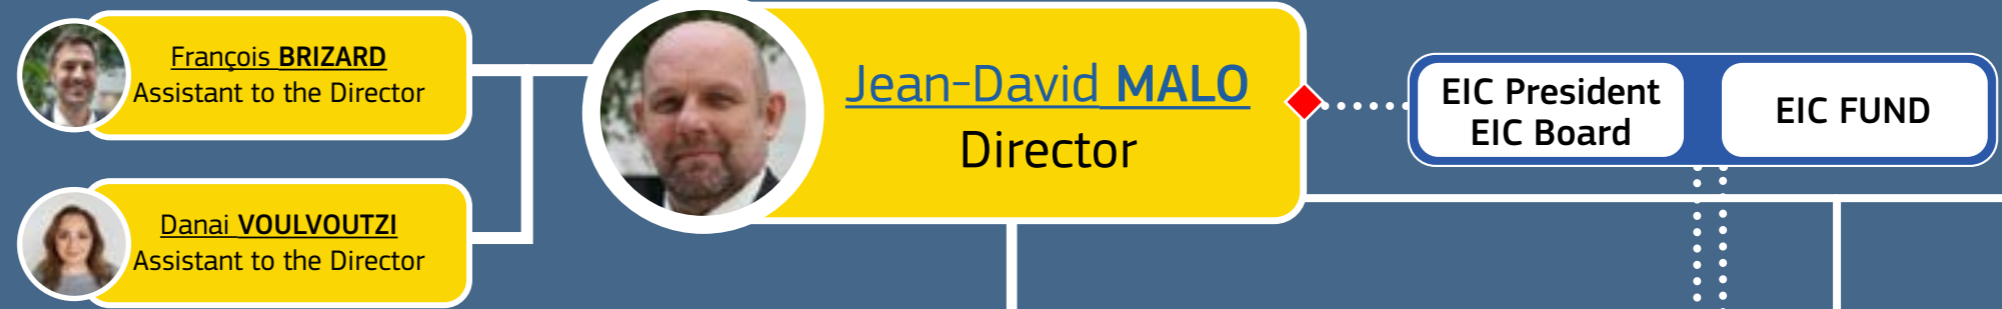 François BRIZARD
Assistant to the Director
Danai VOULVOUTZI
Assistant to the Director
Jean-David MALO
Director
EIC President
EIC Board
EIC FUND